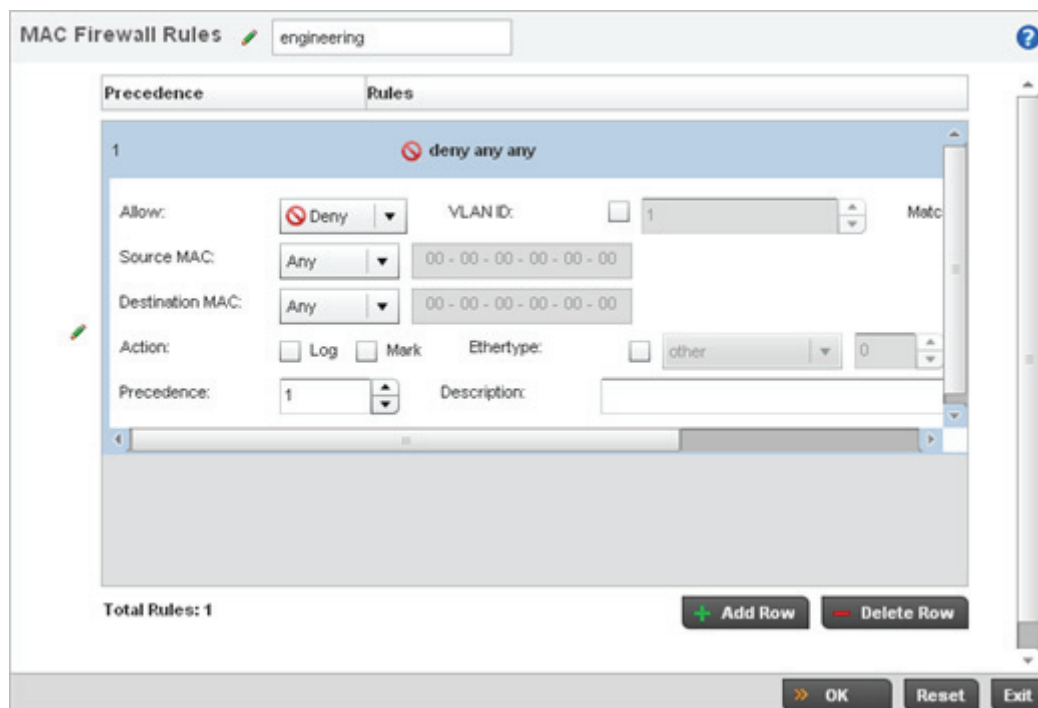 MAC Firewall Rules engineering ?
Precedence Rules
1 deny any any
Allow: Deny VLAN ID: 1 Matc
Source MAC: Any 00 - 00 - 00 - 00 - 00 - 00
Destination MAC: Any 00 - 00 - 00 - 00 - 00 - 00
Action: Log Mark Ethertype: other 0
Precedence: 1 Description:
Total Rules: 1 Add Row Delete Row
OK Reset Exit